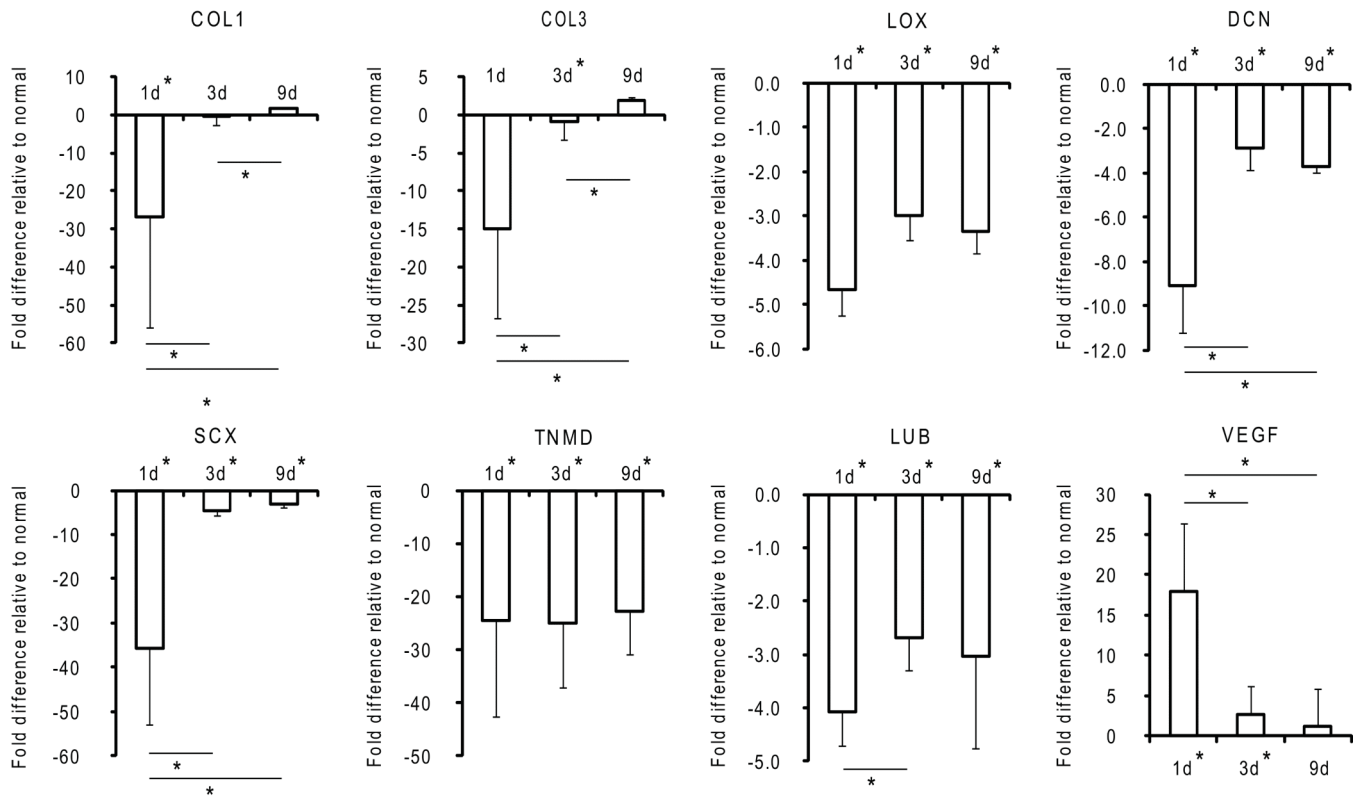 COL1
Fold difference relative to normal
10
0
-10
-20
-30
-40
-50
-60
1d*
3d
9d
*
*
*
COL3
Fold difference relative to normal
5
0
-5
-10
-15
-20
-25
-30
1d
3d*
9d
*
*
*
LOX
Fold difference relative to normal
0.0
-1.0
-2.0
-3.0
-4.0
-5.0
-6.0
1d*
3d*
9d*
DCN
Fold difference relative to normal
0.0
-2.0
-4.0
-6.0
-8.0
-10.0
-12.0
1d*
3d*
9d*
*
*
SCX
Fold difference relative to normal
0
-10
-20
-30
-40
-50
-60
1d*
3d*
9d*
*
*
TNMD
Fold difference relative to normal
0
-10
-20
-30
-40
-50
1d*
3d*
9d*
LUB
Fold difference relative to normal
0.0
-1.0
-2.0
-3.0
-4.0
-5.0
1d*
3d*
9d*
*
VEGF
Fold difference relative to normal
*
*
30
25
20
15
10
5
0
1d*
3d*
9d